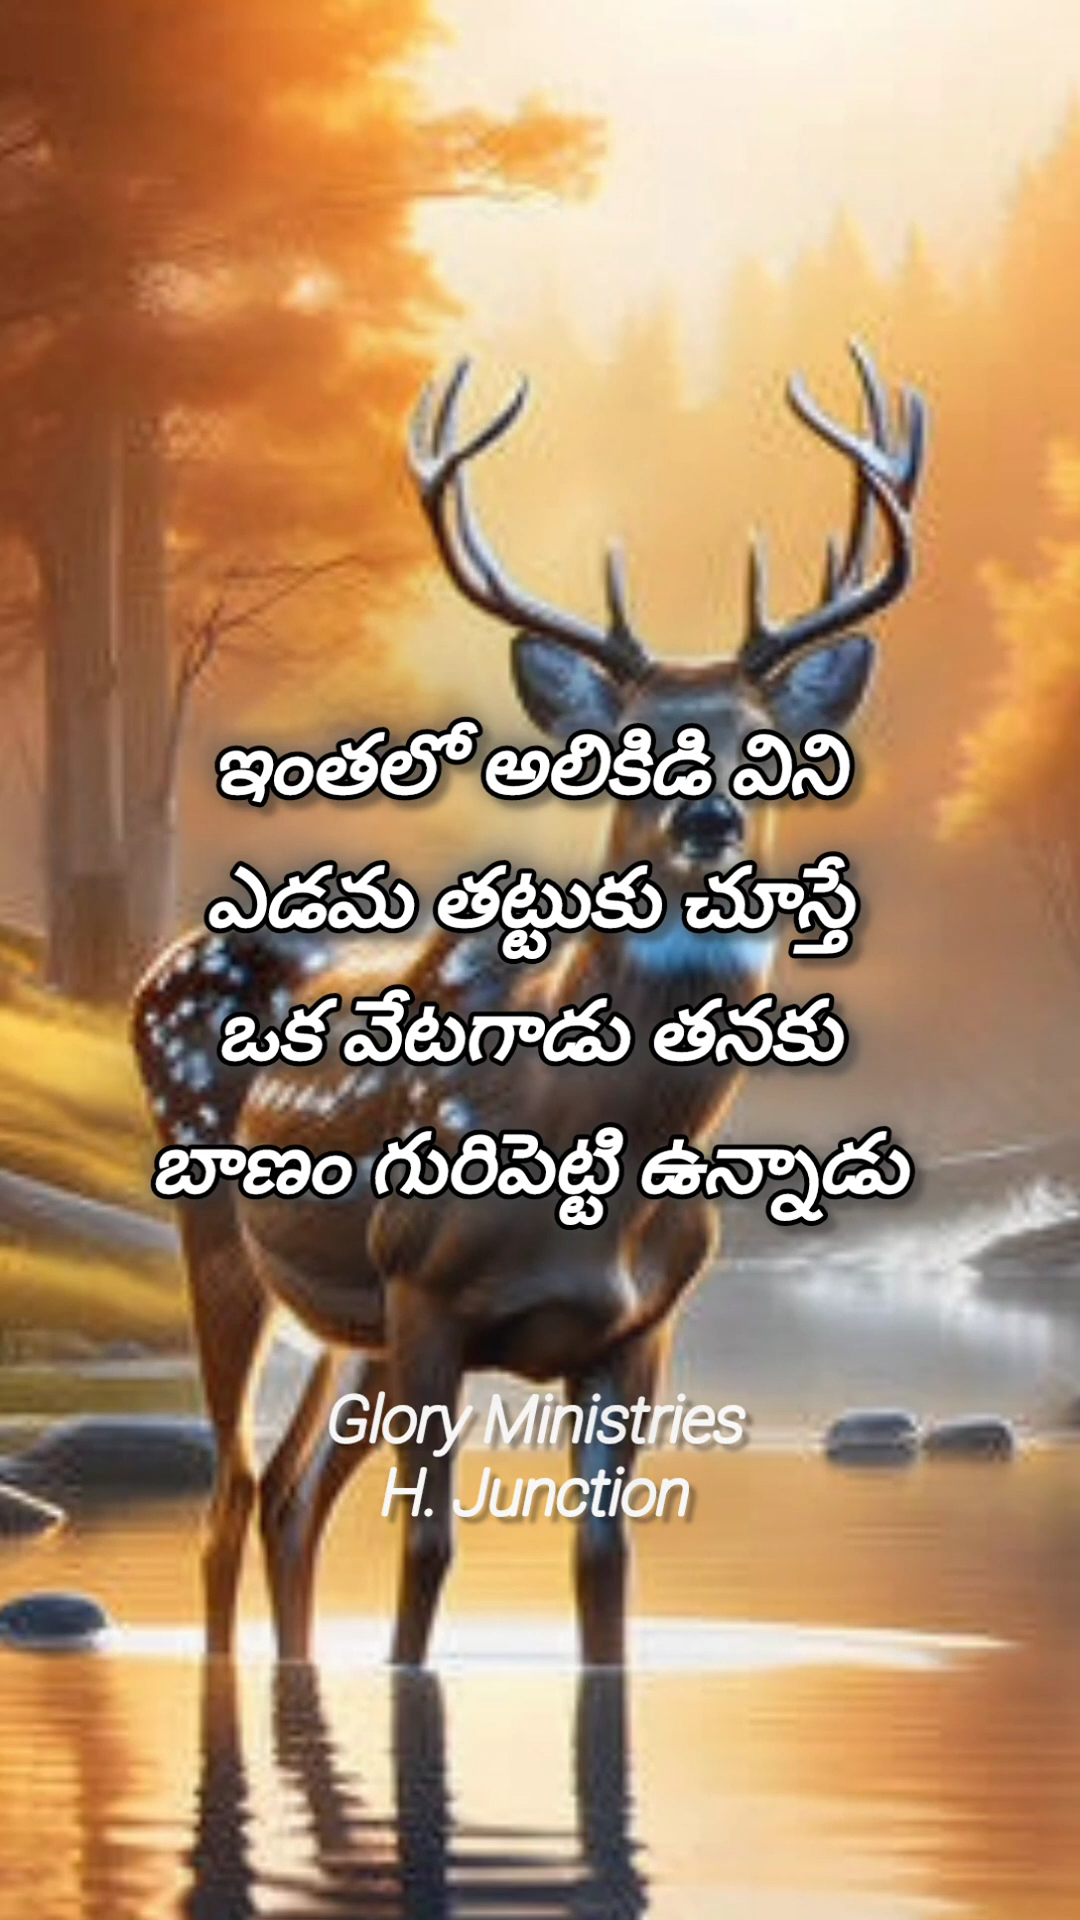 ఇంతలో అలికిడి విని
ఎడమ తట్టుకు చూస్తే
ఒక వేటగాడు తనకు
బాణం గురిపెట్టి ఉన్నాడు
Glory Ministries
H. Junction